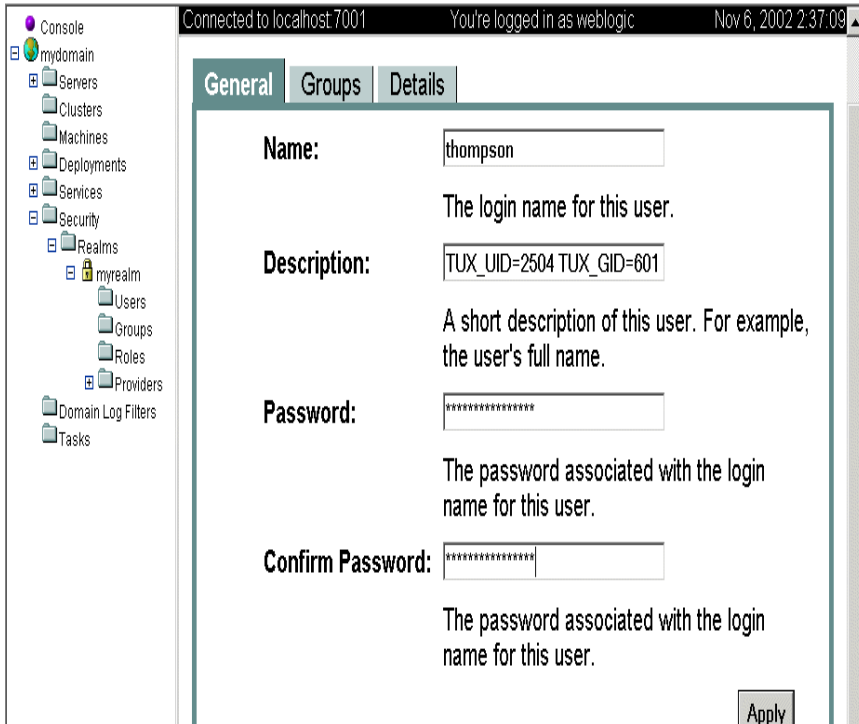 Console
mydomain
Servers
Clusters
Machines
Deployments
Services
Security
Realms
myrealm
Users
Groups
Roles
Providers
Domain Log Filters
Tasks
Connected to localhost:7001 You're logged in as weblogic Nov 6, 2002 2:37:09
General Groups Details
Name: thompson
The login name for this user.
Description: TUX_UID=2504 TUX_GID=601
A short description of this user. For example,
the user's full name.
Password: ***************
The password associated with the login
name for this user.
Confirm Password: ***************
The password associated with the login
name for this user.
Apply